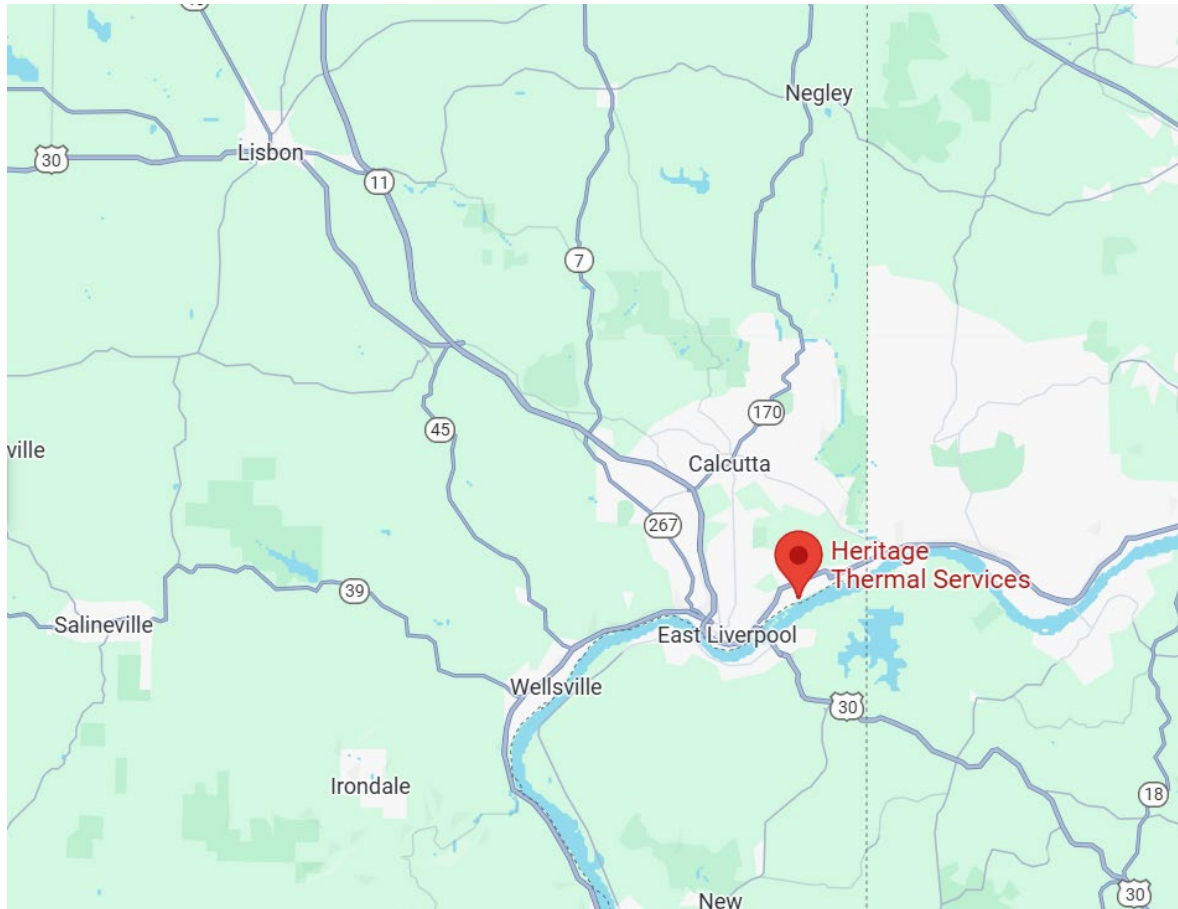 Negley
Lisbon
30
11
7
170
45
ville
Calcutta
267
Heritage
Thermal Services
39
Salineville
East Liverpool
Wellsville
30
Irondale
18
30
New